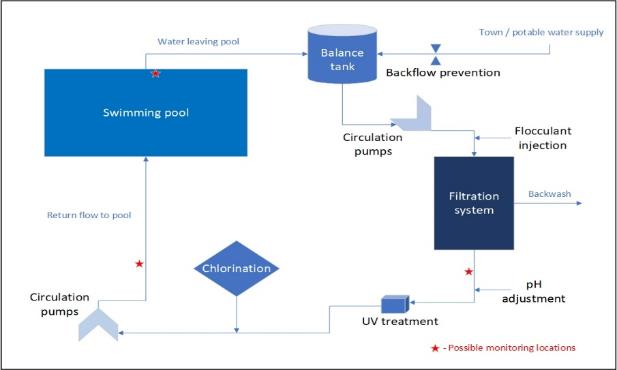 Water leaving pool
Town / potable water supply
Balance
tank
Backflow prevention
Swimming pool
Circulation
pumps
Flocculant
injection
Filtration
system
Backwash
Return flow to pool
Chlorination
pH
adjustment
Circulation
pumps
UV treatment
- Possible monitoring locations